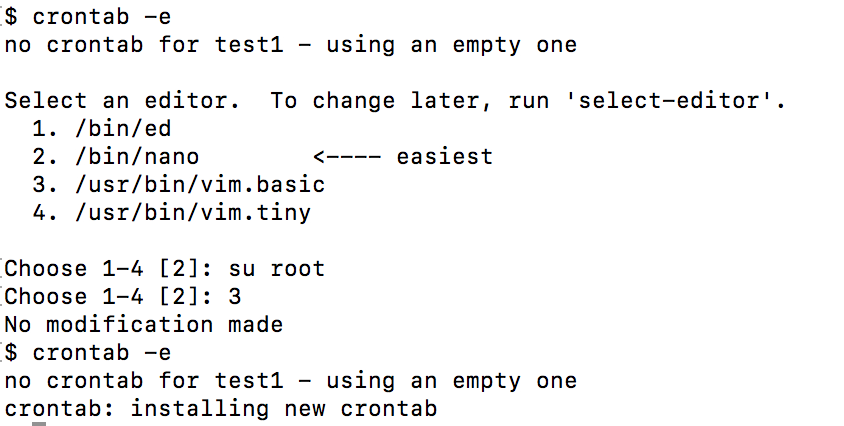 $ crontab -e
no crontab for test1 - using an empty one
Select an editor.  To change later, run 'select-editor'.
  1. /bin/ed
  2. /bin/nano        <---- easiest
  3. /usr/bin/vim.basic
  4. /usr/bin/vim.tiny
Choose 1-4 [2]: su root
Choose 1-4 [2]: 3
No modification made
$ crontab -e
no crontab for test1 - using an empty one
crontab: installing new crontab